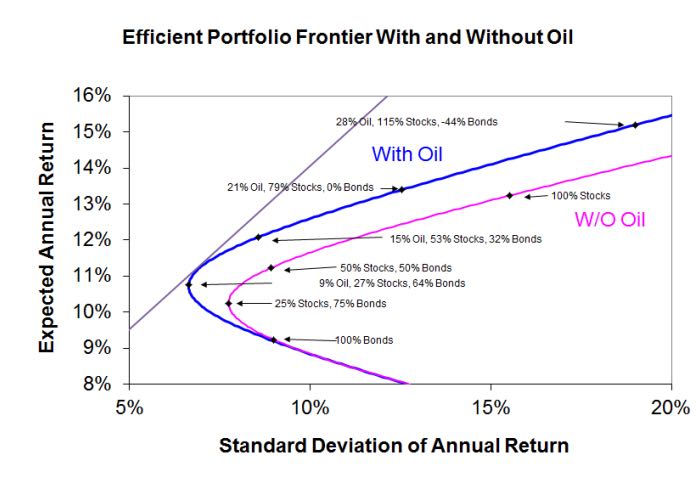 Efficient Portfolio Frontier With and Without Oil
Expected Annual Return
16%
15%
14%
13%
12%
11%
10%
9%
8%
28% Oil, 115% Stocks, -44% Bonds
With Oil
21% Oil, 79% Stocks, 0% Bonds
100% Stocks
W/O Oil
15% Oil, 53% Stocks, 32% Bonds
50% Stocks, 50% Bonds
9% Oil, 27% Stocks, 64% Bonds
25% Stocks, 75% Bonds
100% Bonds
5%
10%
15%
20%
Standard Deviation of Annual Return